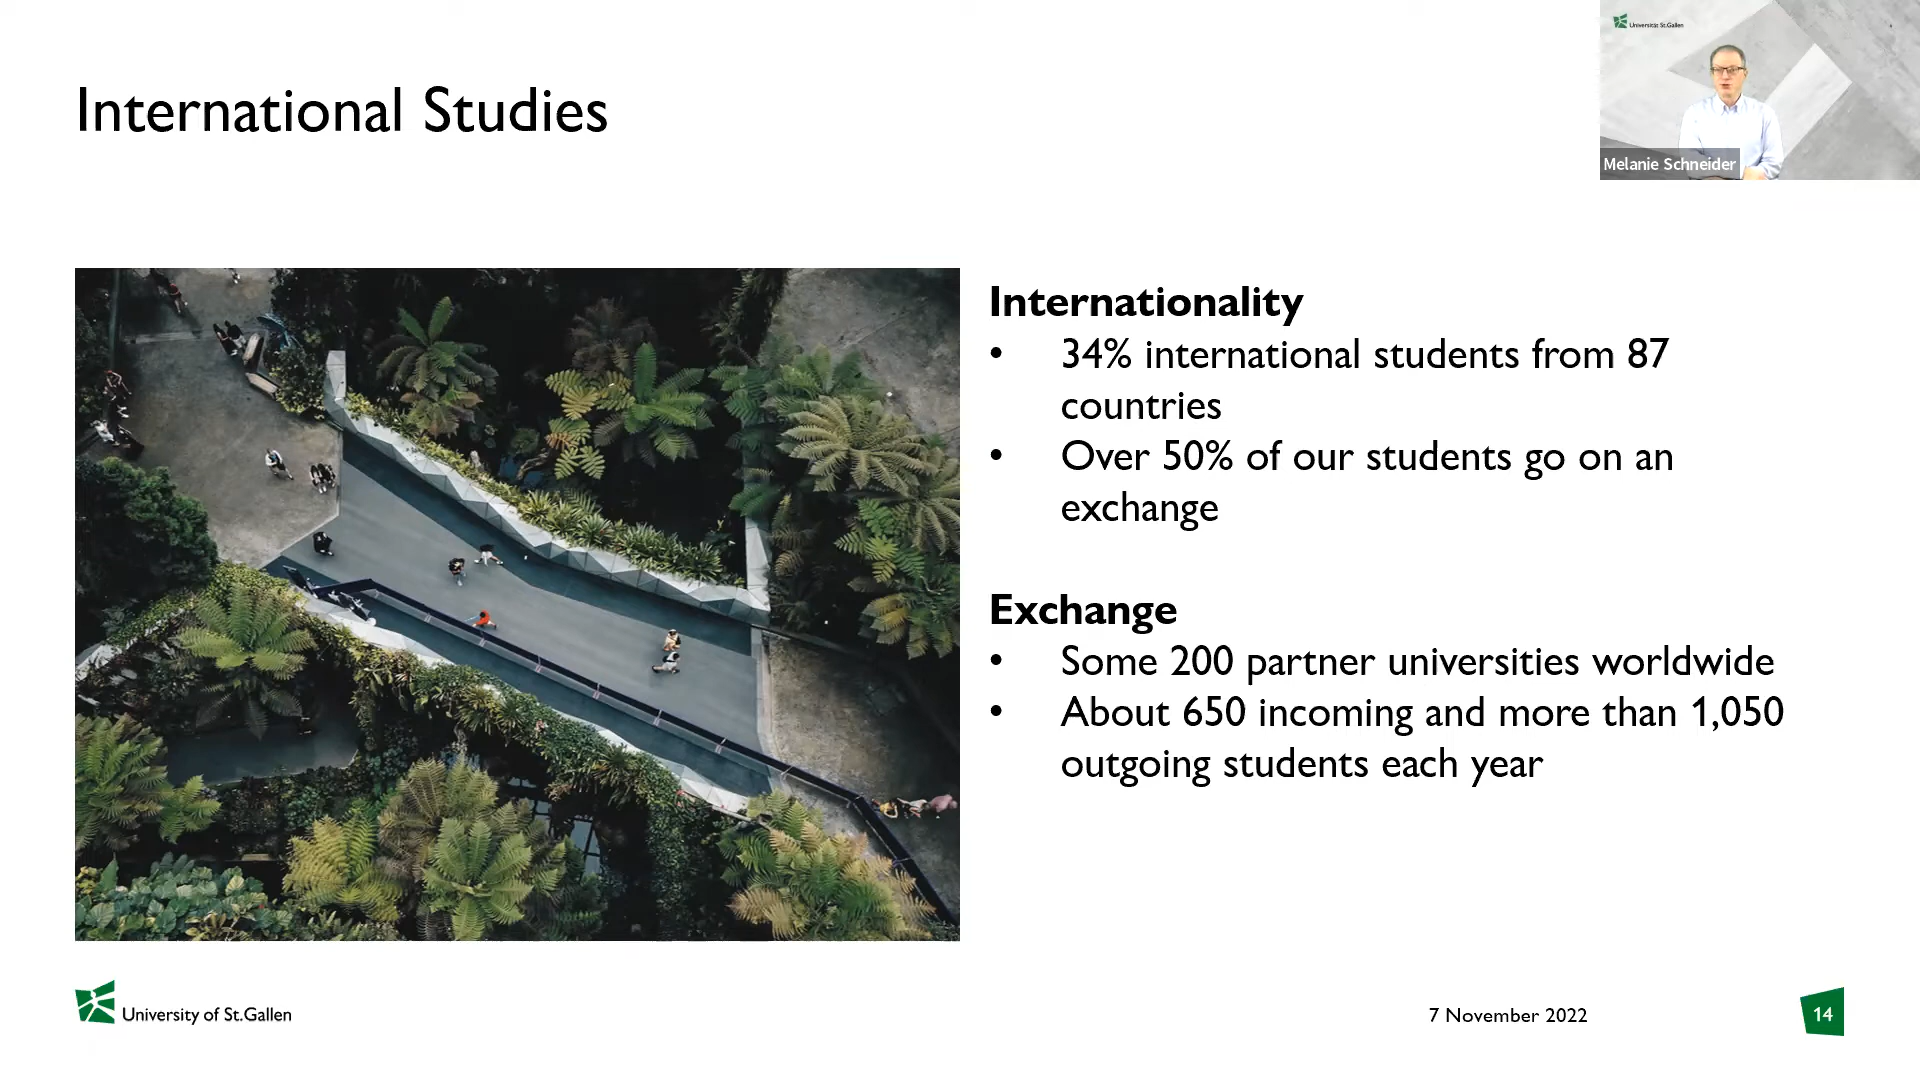 International Studies
Universität St.Gallen
Melanie Schneider
Internationality
• 34% international students from 87
countries
• Over 50% of our students go on an
exchange
Exchange
• Some 200 partner universities worldwide
• About 650 incoming and more than 1,050
outgoing students each year
University of St.Gallen
7 November 2022
14